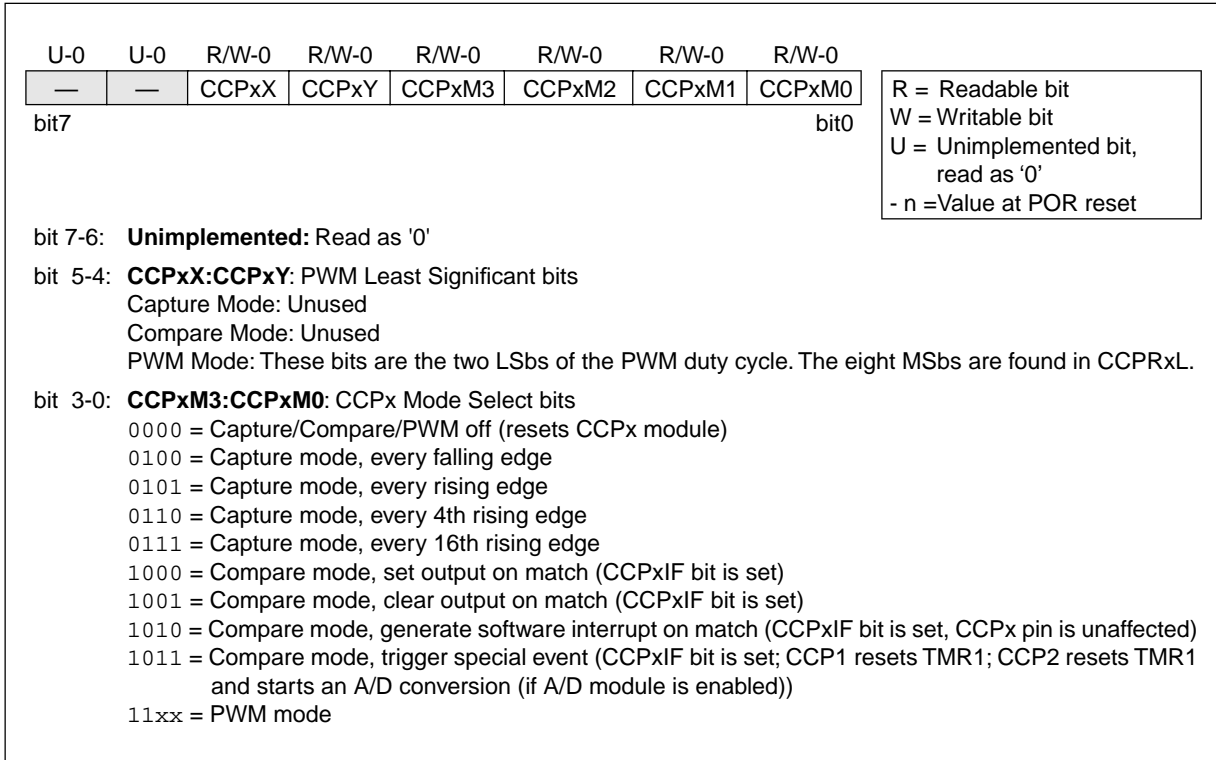 U-0 U-0 R/W-0 R/W-0 R/W-0 R/W-0 R/W-0 R/W-0
— — CCPxX CCPxY CCPxM3 CCPxM2 CCPxM1 CCPxM0
bit7 bit0
R = Readable bit
W = Writable bit
U = Unimplemented bit,
read as ‘0’
- n =Value at POR reset
bit 7-6: Unimplemented: Read as '0'
bit 5-4: CCPxX:CCPxY: PWM Least Significant bits
Capture Mode: Unused
Compare Mode: Unused
PWM Mode: These bits are the two LSbs of the PWM duty cycle. The eight MSbs are found in CCPRxL.
bit 3-0: CCPxM3:CCPxM0: CCPx Mode Select bits
0000 = Capture/Compare/PWM off (resets CCPx module)
0100 = Capture mode, every falling edge
0101 = Capture mode, every rising edge
0110 = Capture mode, every 4th rising edge
0111 = Capture mode, every 16th rising edge
1000 = Compare mode, set output on match (CCPxIF bit is set)
1001 = Compare mode, clear output on match (CCPxIF bit is set)
1010 = Compare mode, generate software interrupt on match (CCPxIF bit is set, CCPx pin is unaffected)
1011 = Compare mode, trigger special event (CCPxIF bit is set; CCP1 resets TMR1; CCP2 resets TMR1
and starts an A/D conversion (if A/D module is enabled))
11xx = PWM mode